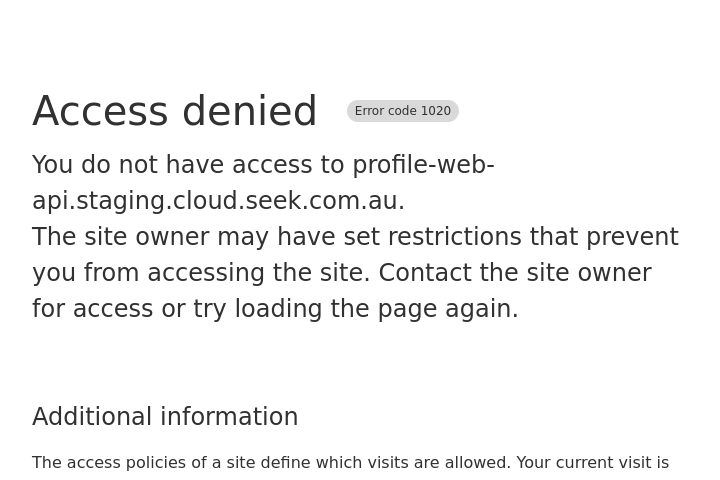 Access denied Error code 1020
You do not have access to profile-web-
api.staging.cloud.seek.com.au.
The site owner may have set restrictions that prevent
you from accessing the site. Contact the site owner
for access or try loading the page again.
Additional information
The access policies of a site define which visits are allowed. Your current visit is